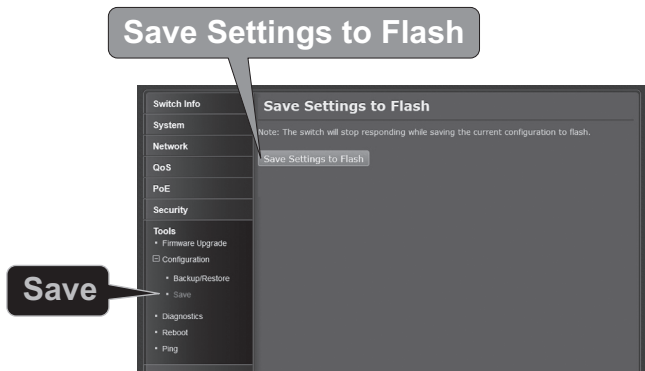 Save Settings to Flash
Switch Info
System
Network
QoS
PoE
Security
Tools
• Firmware Upgrade
Configuration
• Backup/Restore
• Save
• Diagnostics
• Reboot
• Ping
Save Settings to Flash
Note: The switch will stop responding while saving the current configuration to flash.
Save Settings to Flash
Save